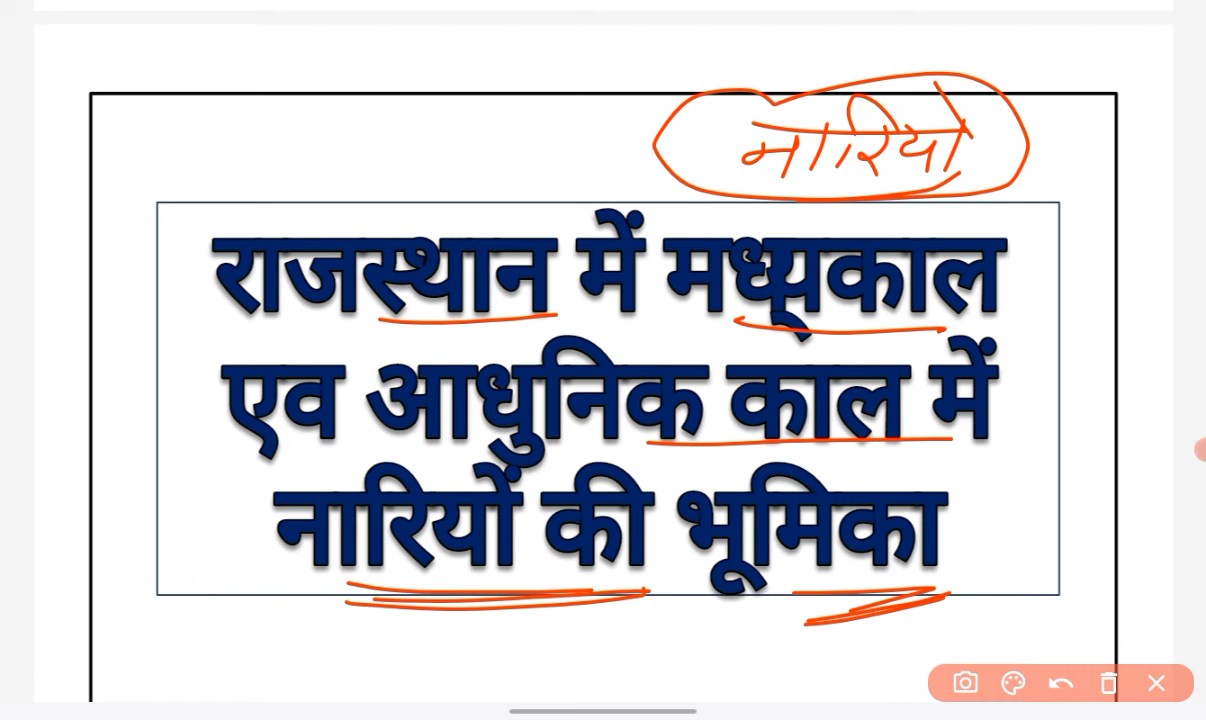 नारियो
राजस्थान में मध्यकाल
एव आधुनिक काल में
नारियों की भूमिका